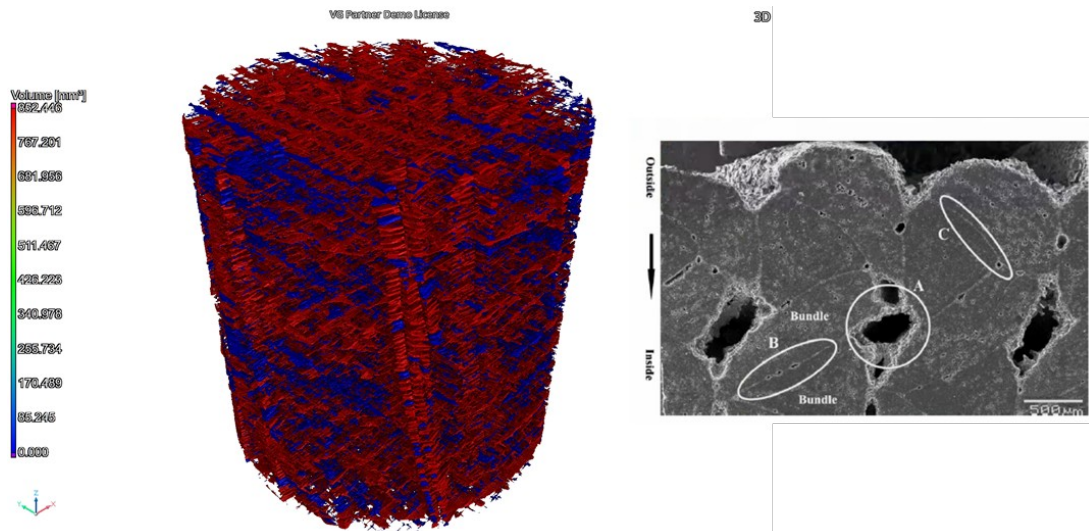 VG Partner Demo License
3D
Volume [mm³]
852.446
767.201
681.956
596.712
511.467
426.223
340.978
255.734
170.489
85.245
0.000
Z
Y
X
Outside
Inside
C
A
Bundle
B
Bundle
500 μm